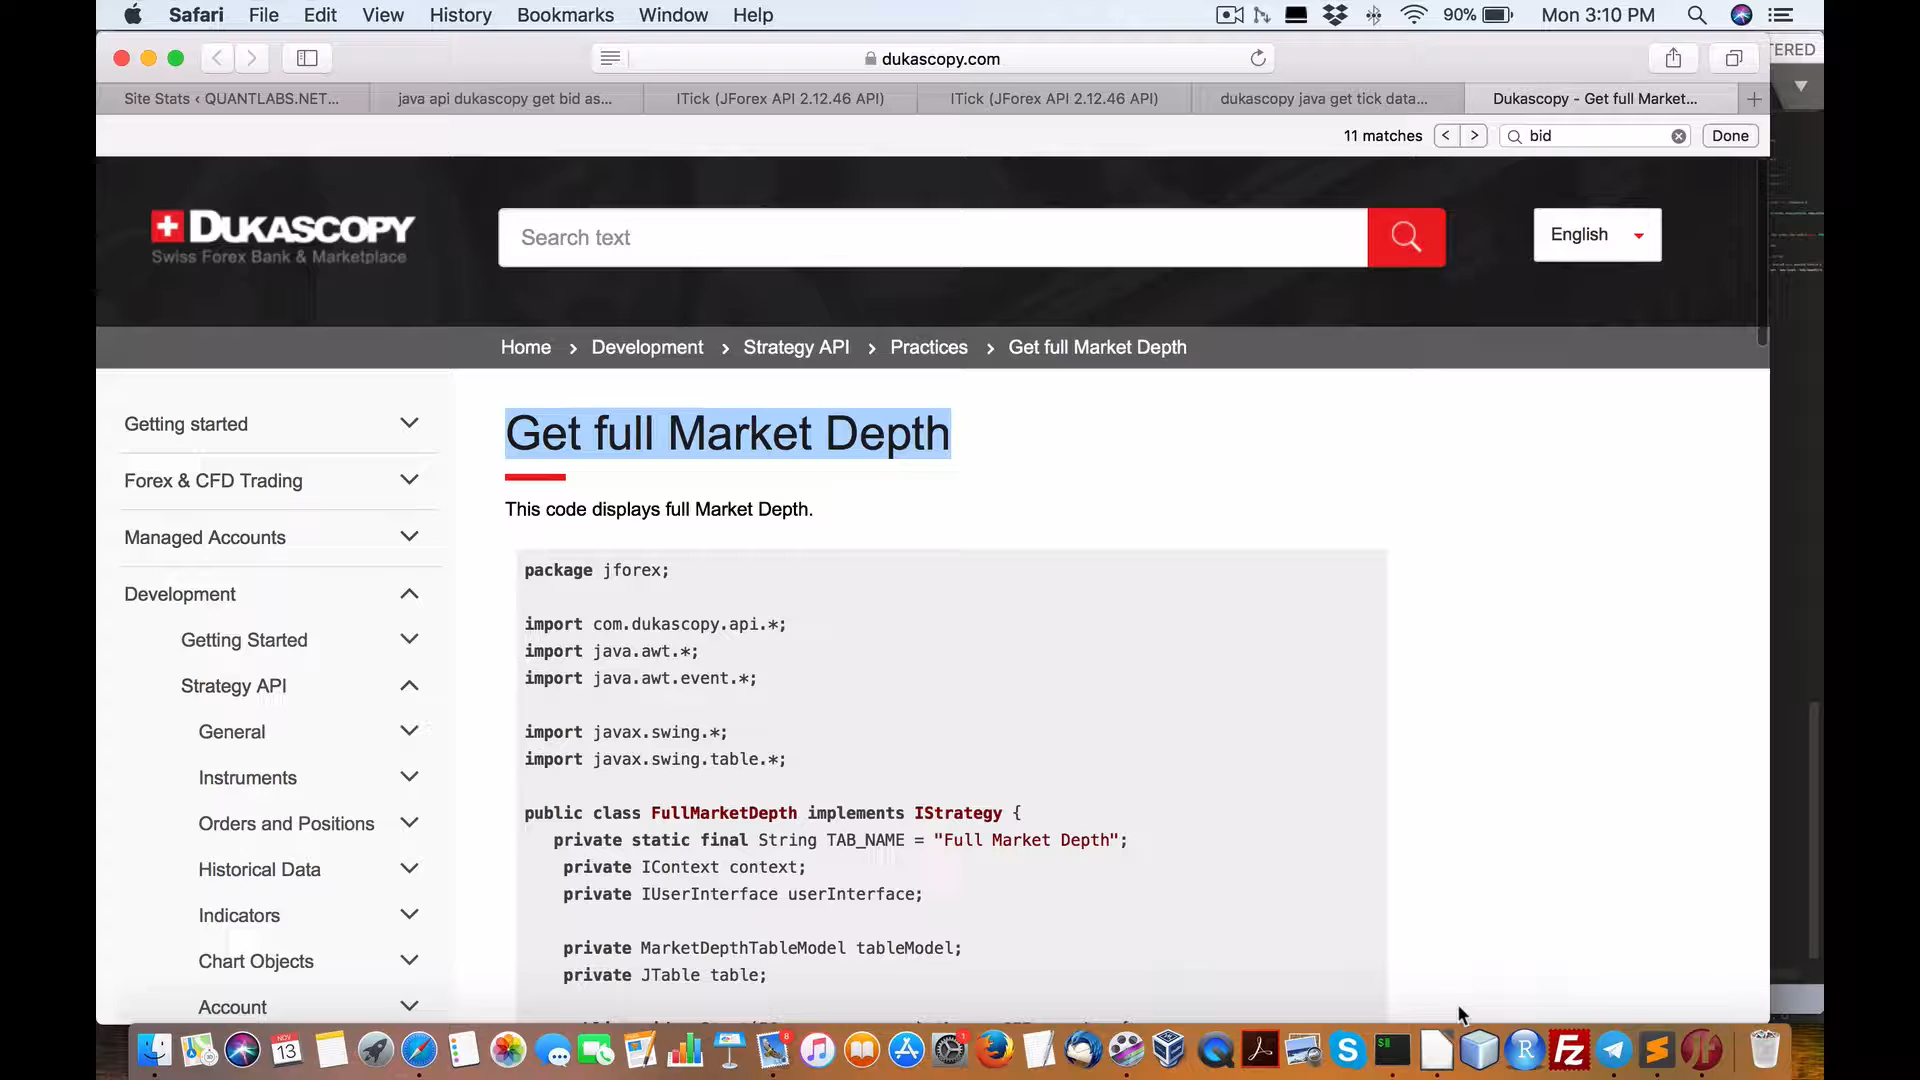 Safari File Edit View History Bookmarks Window Help 90% Mon 3:10 PM
dukascopy.com
TERED
Site Stats ‹ QUANTLABS.NET...
java api dukascopy get bid as...
ITick (JForex API 2.12.46 API)
ITick (JForex API 2.12.46 API)
dukascopy java get tick data...
Dukascopy - Get full Market...
11 matches
bid
Done
DUKASCOPY
Swiss Forex Bank & Marketplace
Search text
English
Home › Development › Strategy API › Practices › Get full Market Depth
Getting started
Forex & CFD Trading
Managed Accounts
Development
Getting Started
Strategy API
General
Instruments
Orders and Positions
Historical Data
Indicators
Chart Objects
Account
Get full Market Depth
This code displays full Market Depth.
package jforex;
import com.dukascopy.api.*;
import java.awt.*;
import java.awt.event.*;
import javax.swing.*;
import javax.swing.table.*;
public class FullMarketDepth implements IStrategy {
private static final String TAB_NAME = "Full Market Depth";
private IContext context;
private IUserInterface userInterface;
private MarketDepthTableModel tableModel;
private JTable table;
NOV
13
8
1
S
$
R
FZ
JF